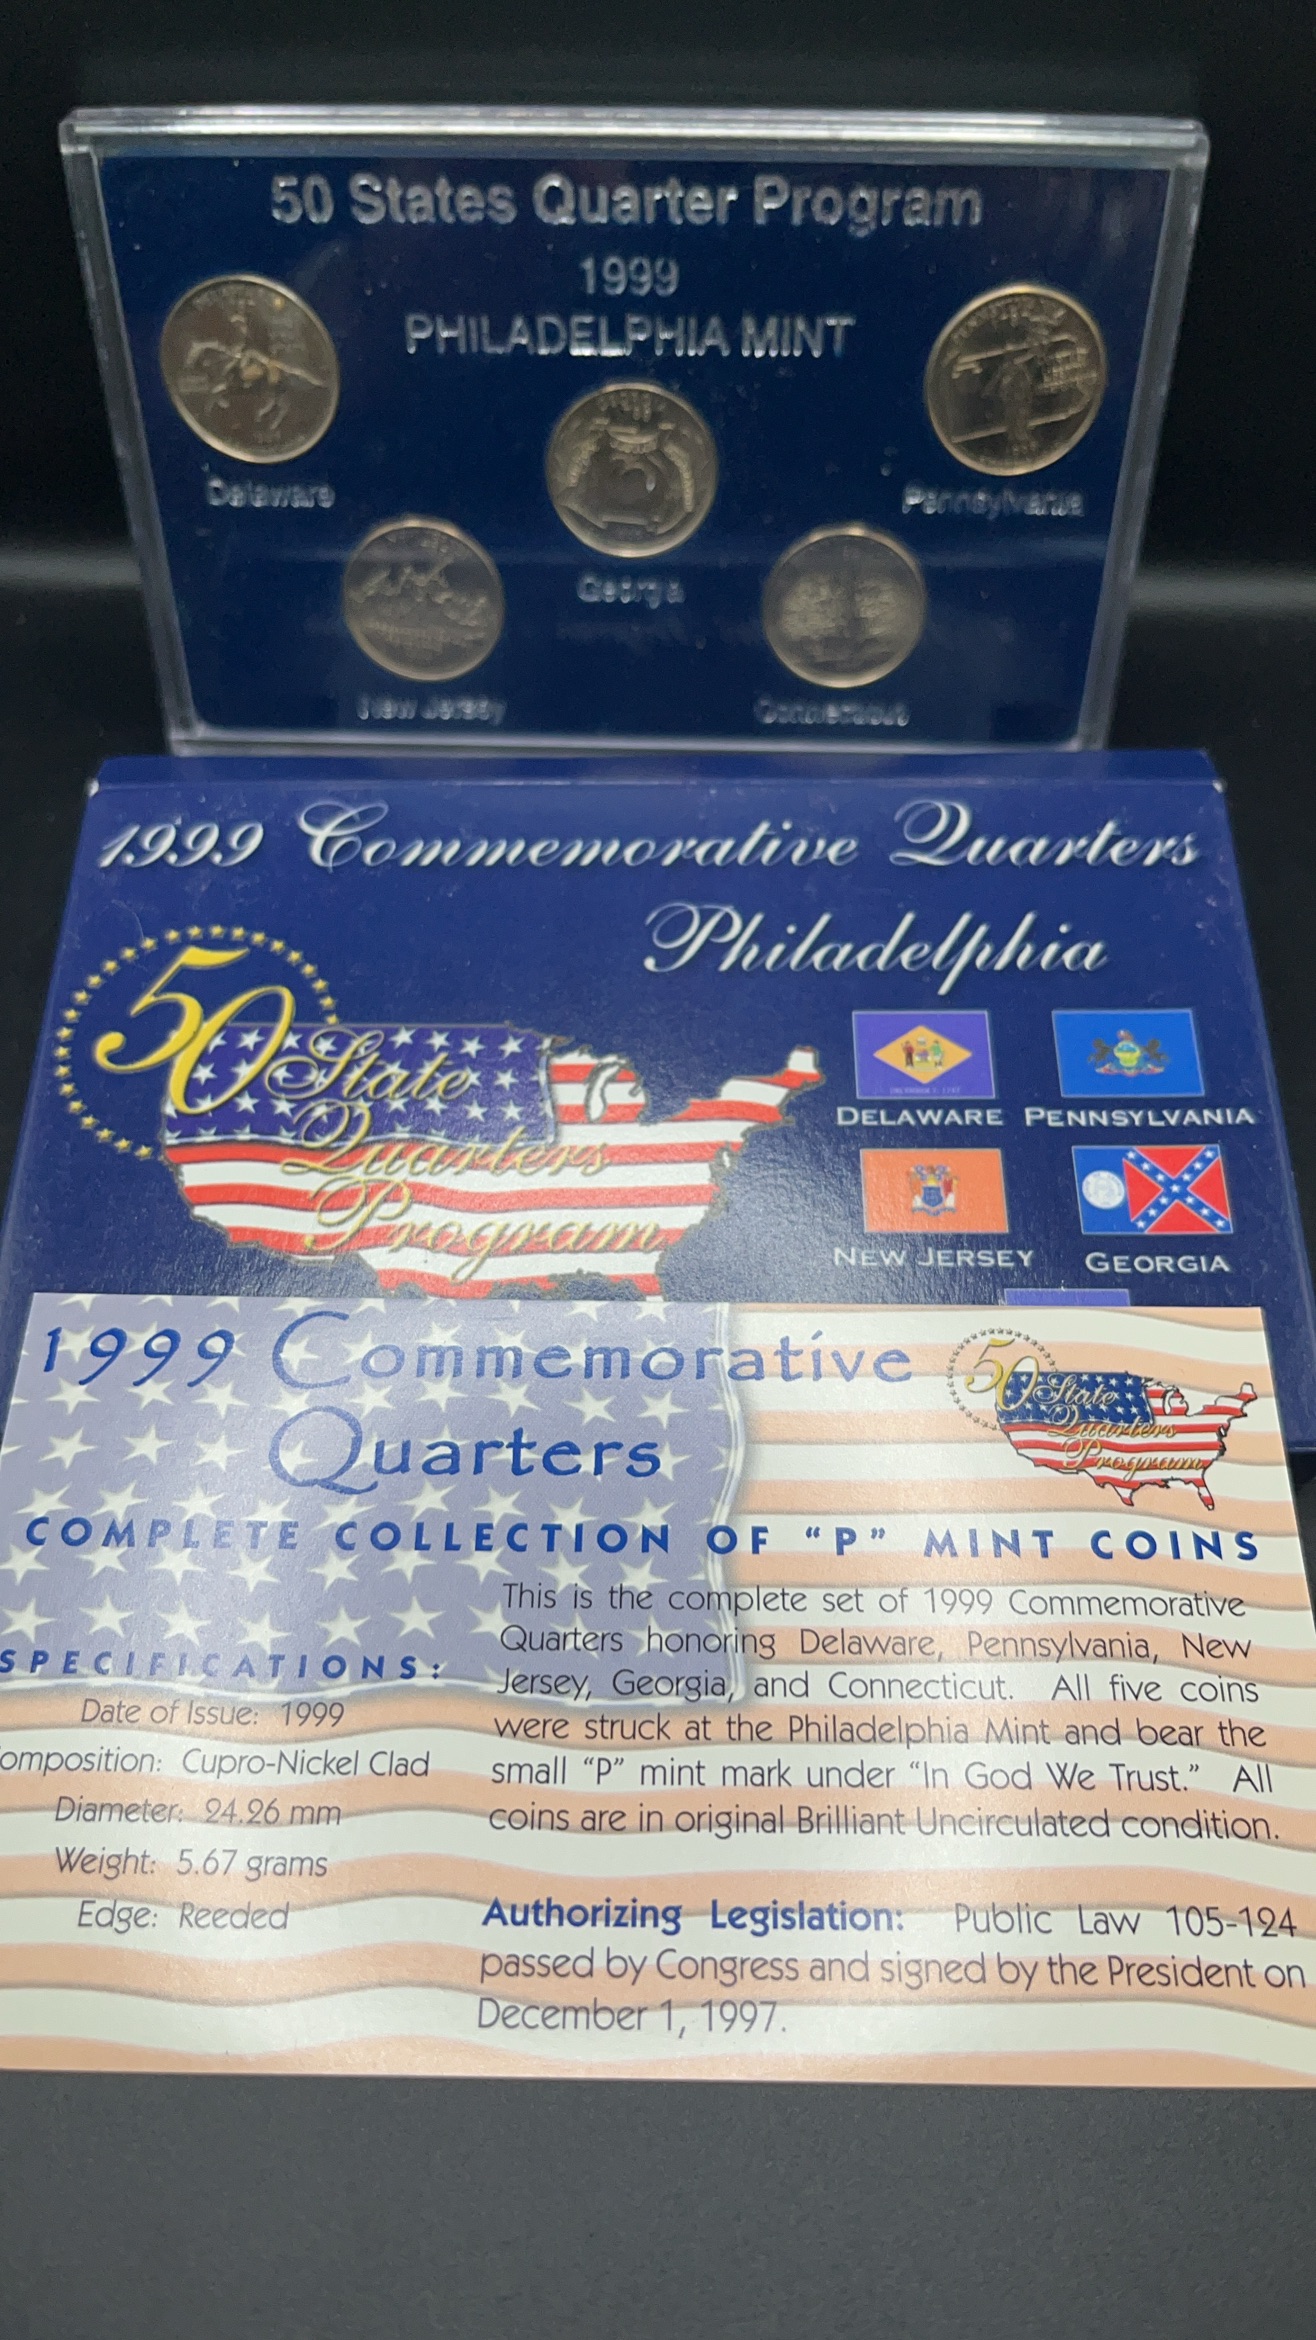 50 States Quarter Program
1999
PHILADELPHIA MINT
Delaware
Pennsylvania
Georgia
New Jersey
Connecticut
1999 Commemorative Quarters
Philadelphia
50 State
Quarters
Program
DELAWARE PENNSYLVANIA
NEW JERSEY GEORGIA
1999 Commemorative
Quarters
50 State
Quarters
Program
COMPLETE COLLECTION OF "P" MINT COINS
SPECIFICATIONS:
Date of Issue: 1999
omposition: Cupro-Nickel Clad
Diameter: 24.26 mm
Weight: 5.67 grams
Edge: Reeded
This is the complete set of 1999 Commemorative
Quarters honoring Delaware, Pennsylvania, New
Jersey, Georgia, and Connecticut. All five coins
were struck at the Philadelphia Mint and bear the
small "P" mint mark under "In God We Trust." All
coins are in original Brilliant Uncirculated condition.
Authorizing Legislation: Public Law 105-124
passed by Congress and signed by the President on
December 1, 1997.